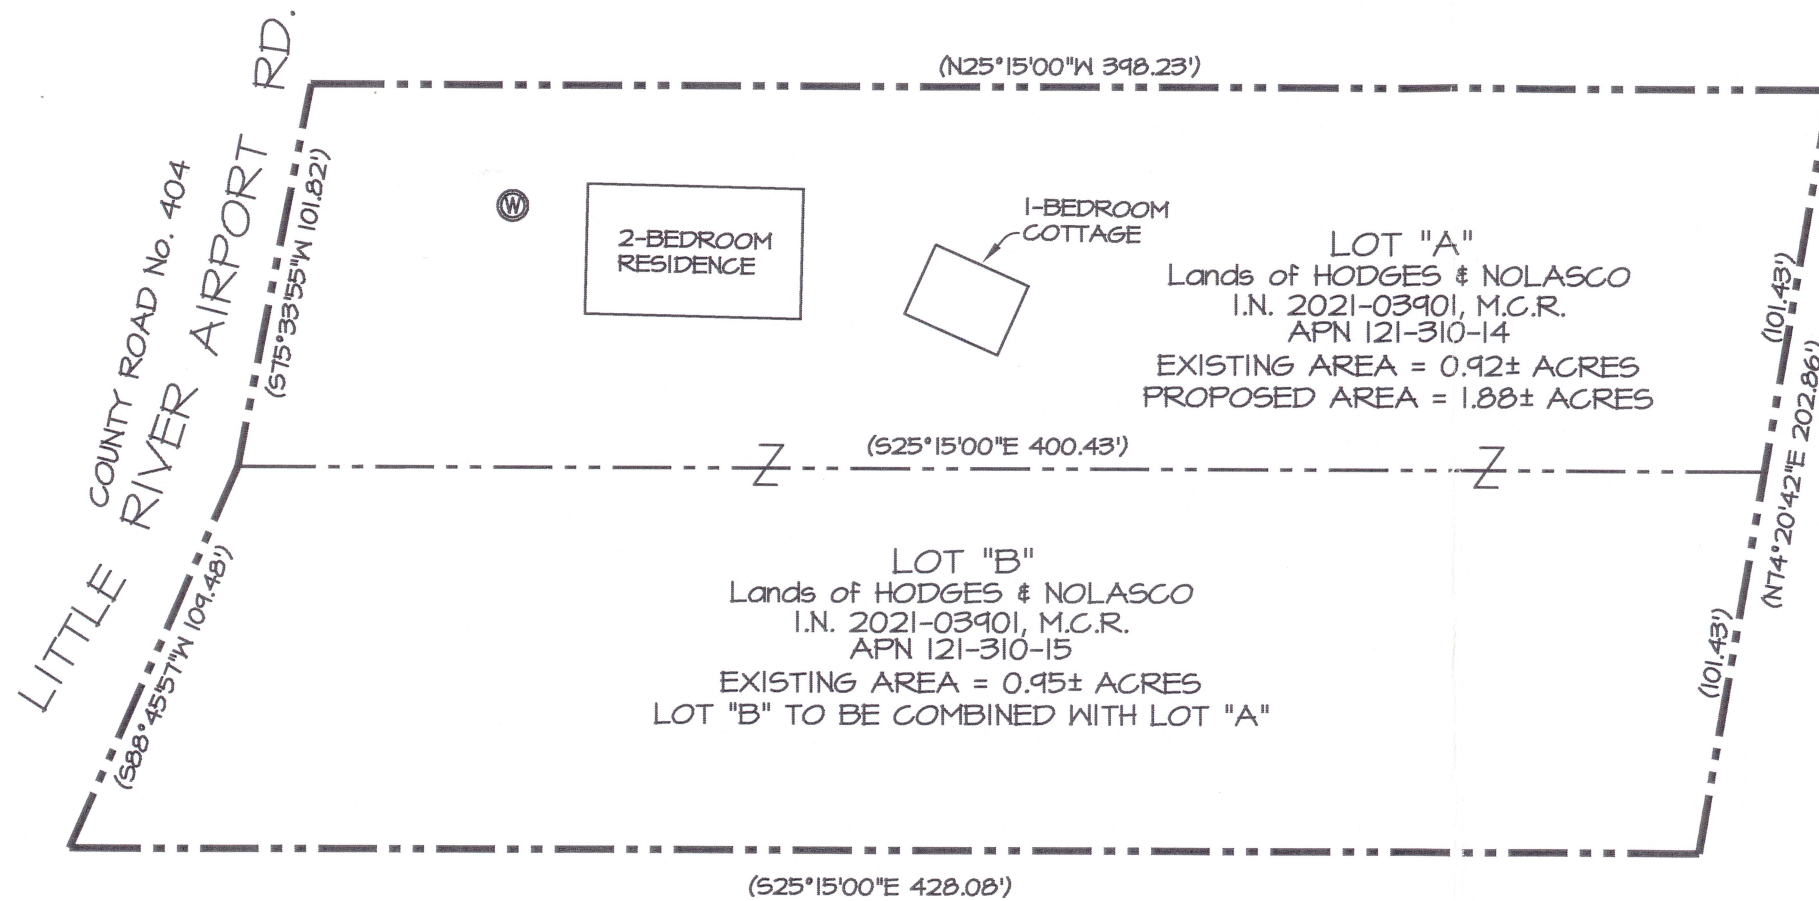 (N25°15'00"W 398.23')
LITTLE RIVER AIRPORT RD.
COUNTY ROAD No. 404
(S75°33'55"W 101.82')
W
2-BEDROOM
RESIDENCE
1-BEDROOM
COTTAGE
LOT "A"
Lands of HODGES & NOLASCO
I.N. 2021-03901, M.C.R.
APN 121-310-14
EXISTING AREA = 0.92± ACRES
PROPOSED AREA = 1.88± ACRES
(101.43')
(N74°20'42"E 202.86')
(S25°15'00"E 400.43')
Z
Z
LOT "B"
Lands of HODGES & NOLASCO
I.N. 2021-03901, M.C.R.
APN 121-310-15
EXISTING AREA = 0.95± ACRES
LOT "B" TO BE COMBINED WITH LOT "A"
(101.43')
(S88°45'57"W 109.48')
(S25°15'00"E 428.08')